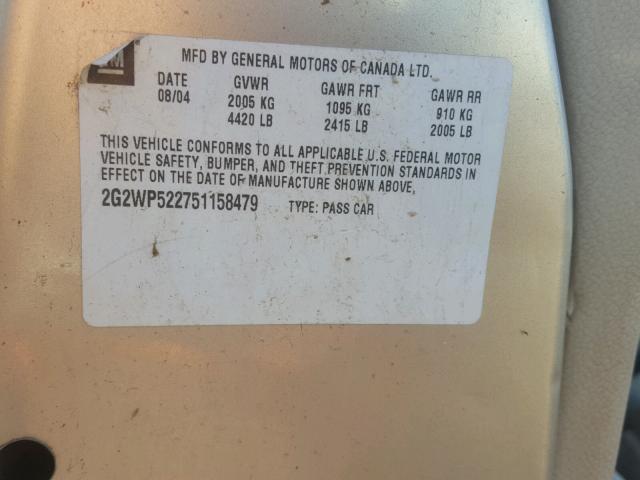 GM
MFD BY GENERAL MOTORS OF CANADA LTD.
DATE GVWR GAWR FRT GAWR RR
08/04 2005 KG 1095 KG 910 KG
4420 LB 2415 LB 2005 LB
THIS VEHICLE CONFORMS TO ALL APPLICABLE U.S. FEDERAL MOTOR
VEHICLE SAFETY, BUMPER, AND THEFT PREVENTION STANDARDS IN
EFFECT ON THE DATE OF MANUFACTURE SHOWN ABOVE.
2G2WP522751158479 TYPE: PASS CAR